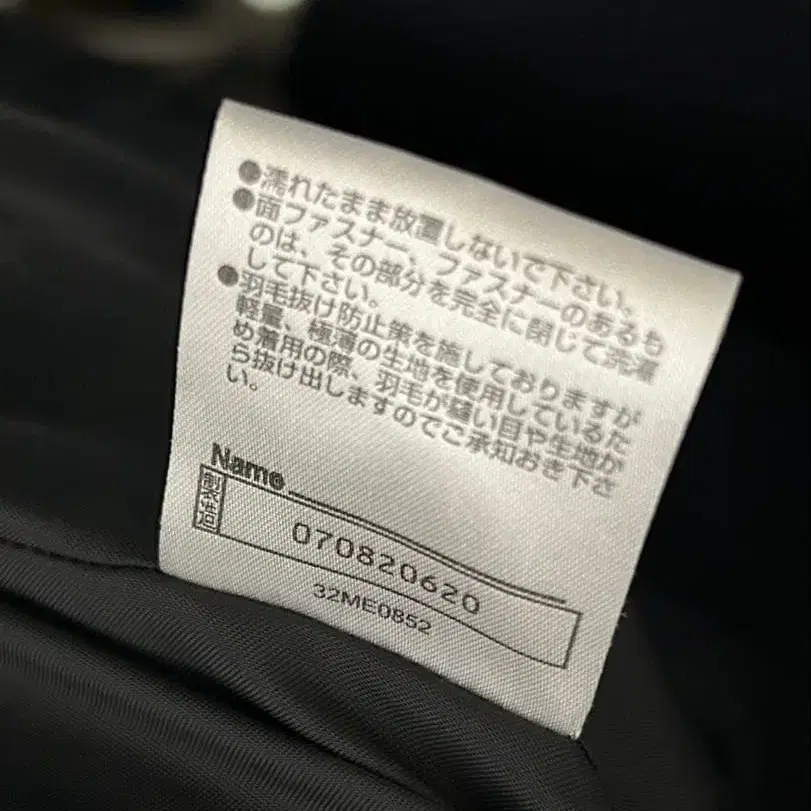 ●濡れたまま放置しないで下さい。
●面ファスナー、ファスナーのあるも
のは、その部分を完全に閉じて洗濯
して下さい。
●羽毛抜け防止策を施しておりますが
軽量、極薄の生地を使用しているた
め着用の際、羽毛が縫い目や生地か
ら抜け出しますのでご承知おき下さ
い。
Name
製造
070820620
32ME0852